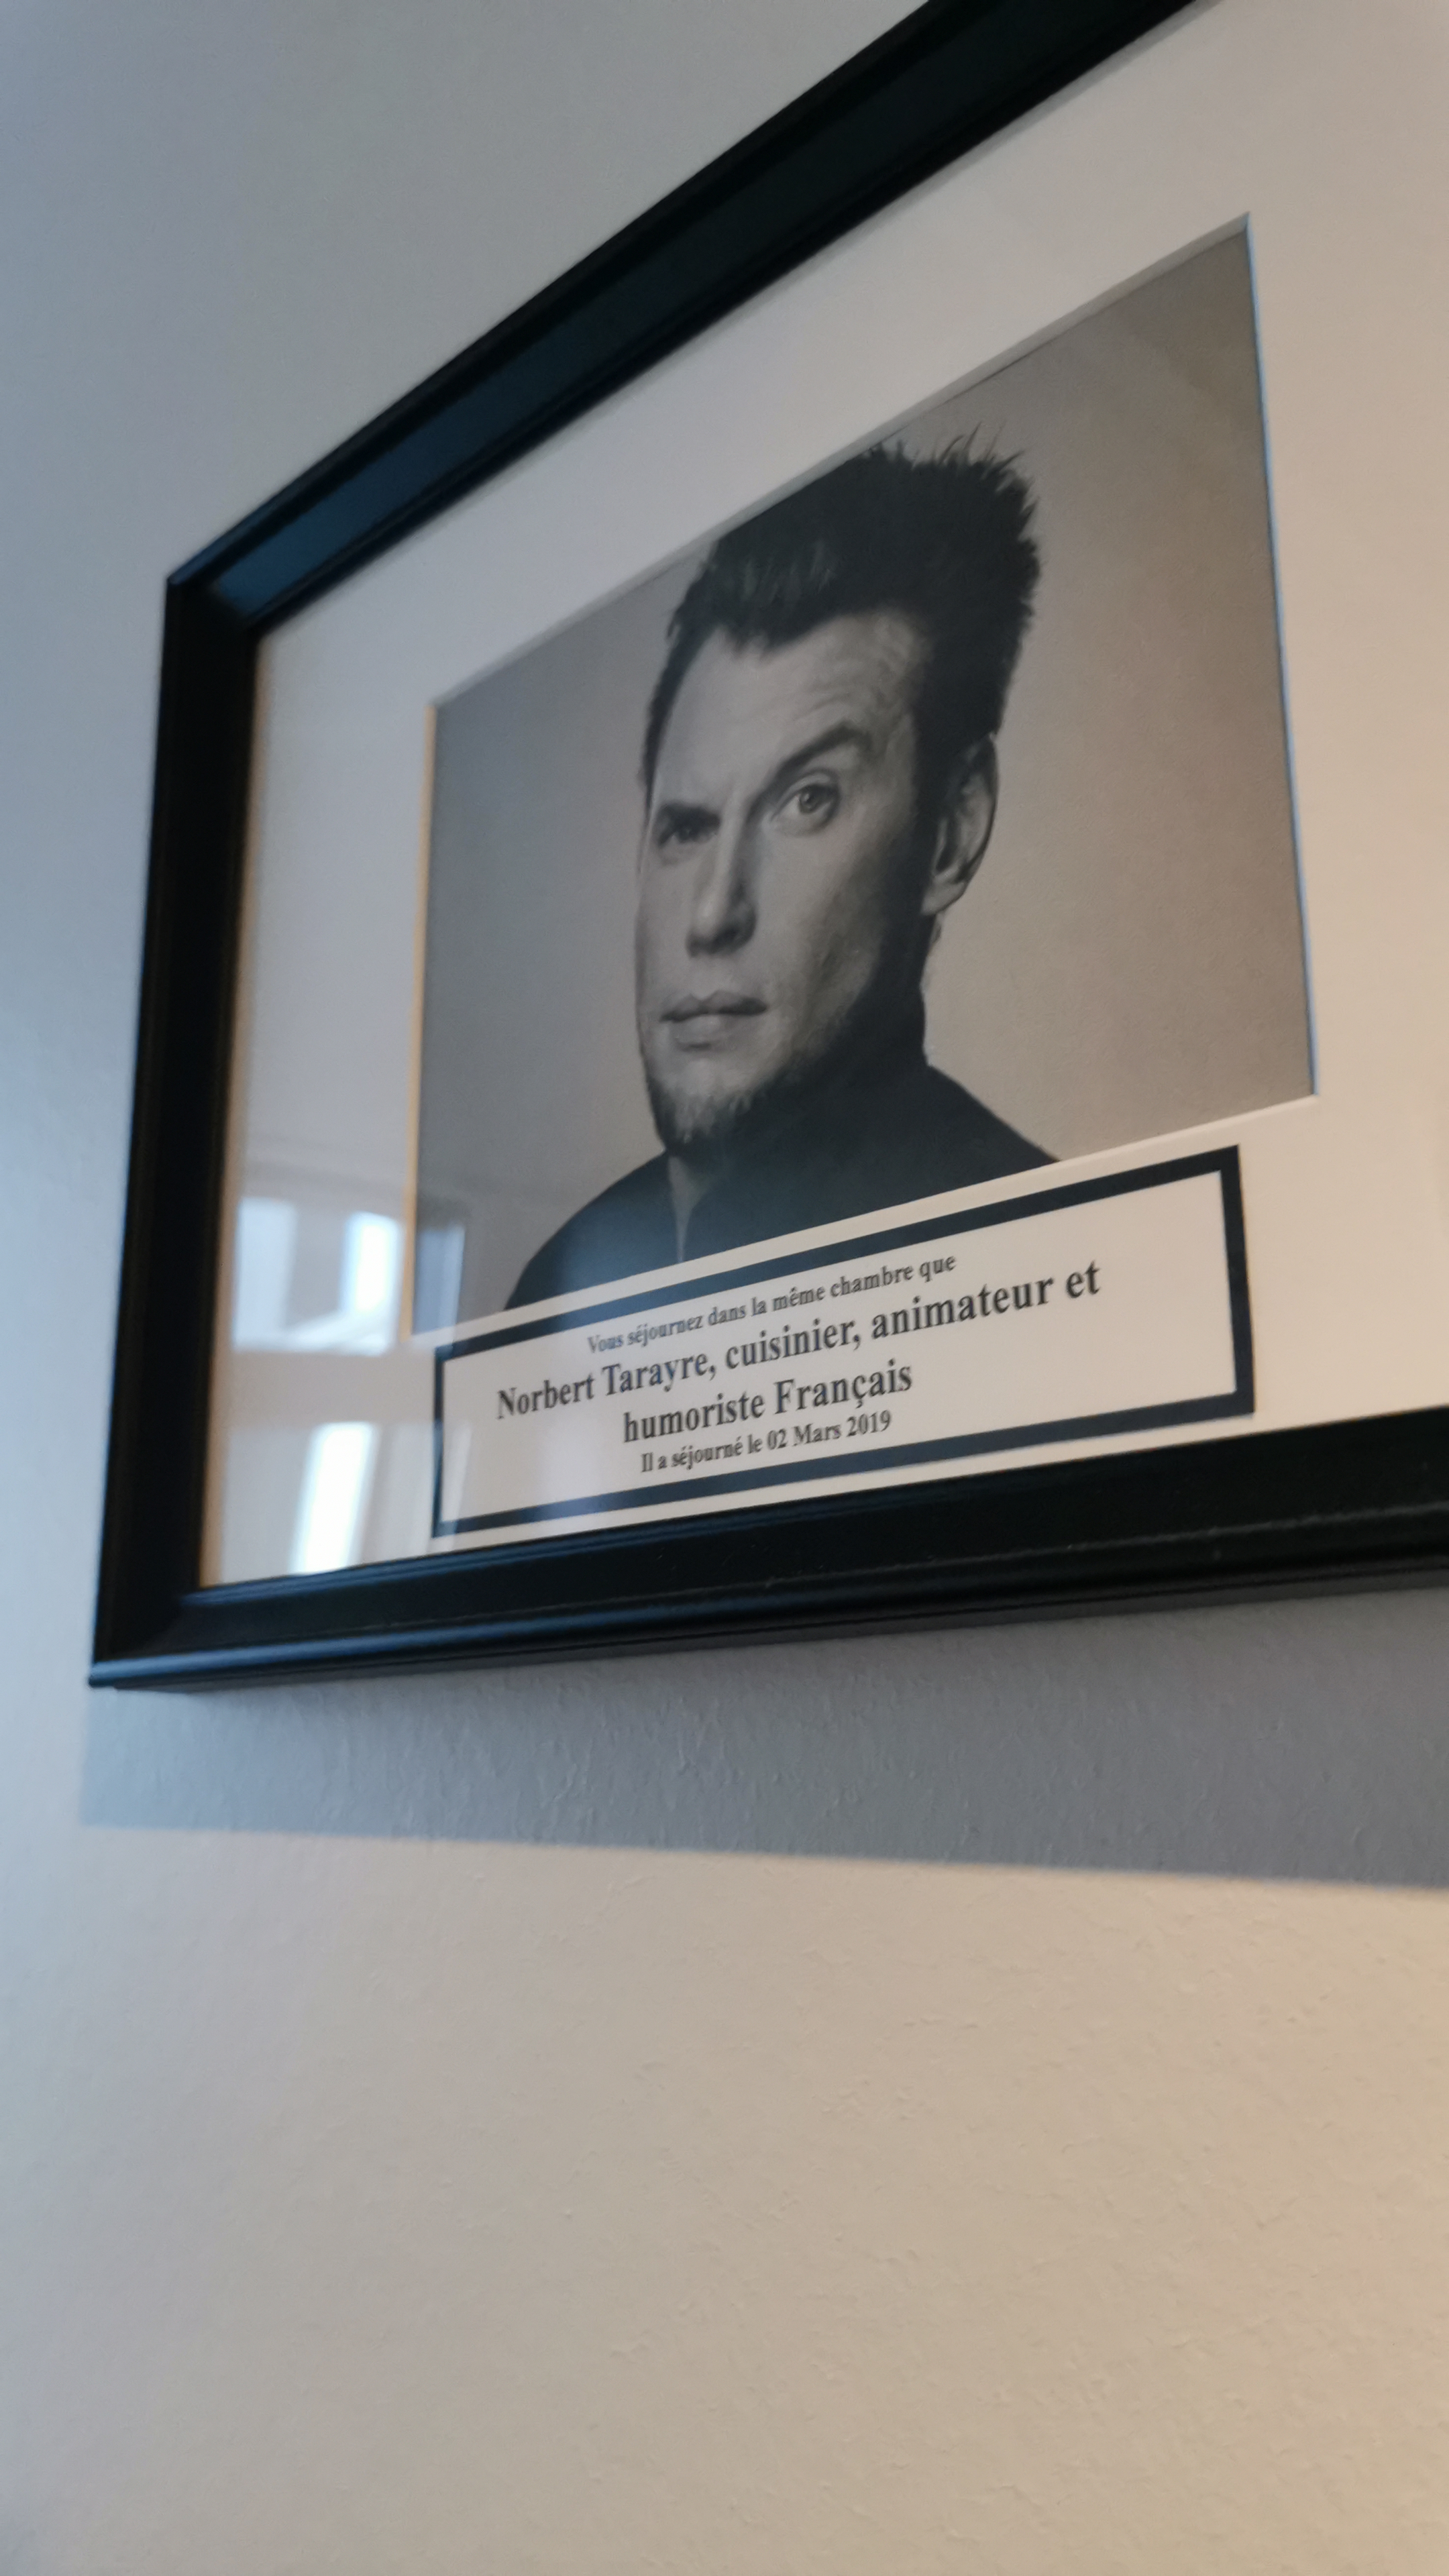 Vous séjournez dans la même chambre que
Norbert Tarayre, cuisinier, animateur et
humoriste Français
Il a séjourné le 02 Mars 2019